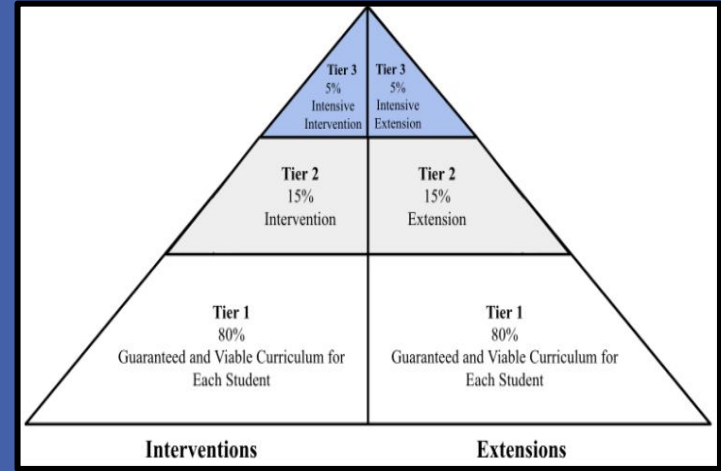 Tier 3
5%
Intensive
Intervention
Tier 3
5%
Intensive
Extension
Tier 2
15%
Intervention
Tier 2
15%
Extension
Tier 1
80%
Guaranteed and Viable Curriculum for
Each Student
Tier 1
80%
Guaranteed and Viable Curriculum for
Each Student
Interventions
Extensions